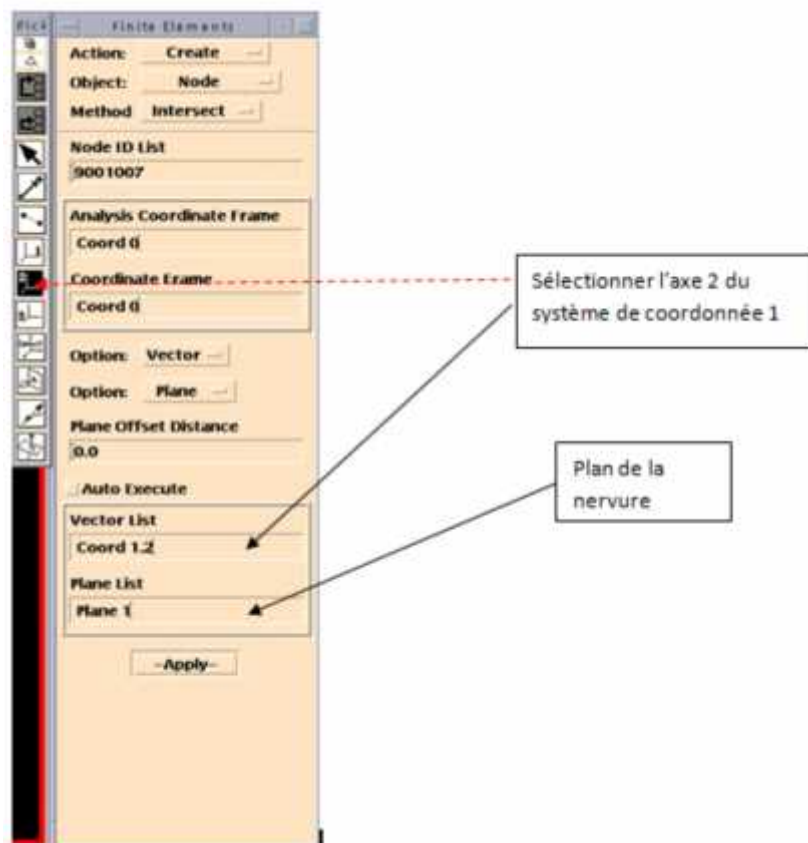 Pick
Finite Elements
Action: Create
Object: Node
Method Intersect
Node ID List
9001007
Analysis Coordinate Frame
Coord 0
Coordinate Frame
Coord 0
Option: Vector
Option: Plane
Plane Offset Distance
0.0
Auto Execute
Vector List
Coord 1.2
Plane List
Plane 1
-Apply-
Sélectionner l'axe 2 du
système de coordonnée 1
Plan de la
nervure